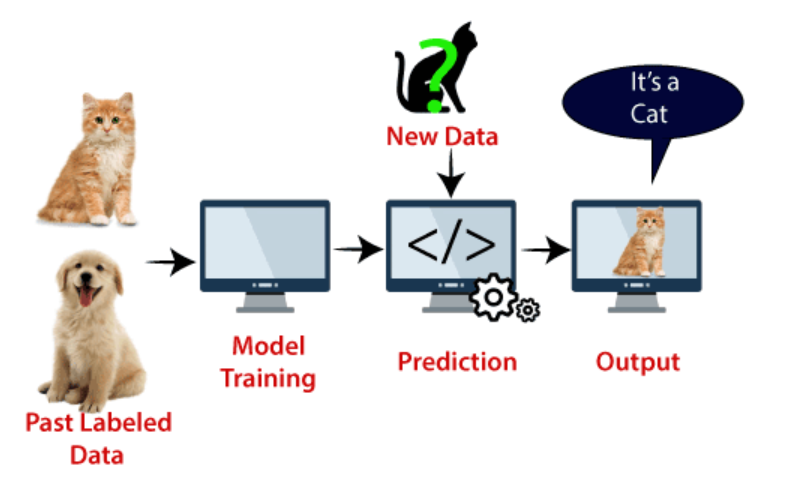 It's a
Cat
?
New Data
</>
Model
Training
Prediction
Output
Past Labeled
Data